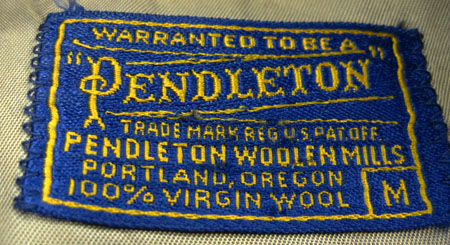 WARRANTED TO BE A
"PENDLETON"
TRADE MARK REG U.S. PAT. OFF.
PENDLETON WOOLEN MILLS
PORTLAND, OREGON
100% VIRGIN WOOL M